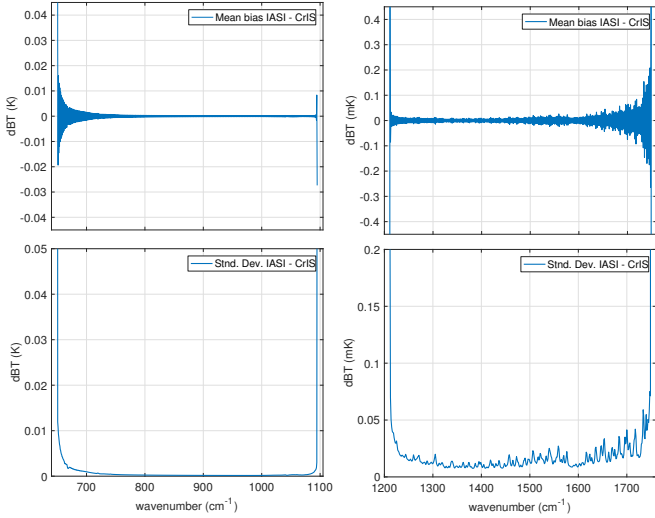 Mean bias IASI - CrIS
dBT (K)
0.04
0.03
0.02
0.01
0
-0.01
-0.02
-0.03
-0.04
Mean bias IASI - CrIS
dBT (mK)
0.4
0.3
0.2
0.1
0
-0.1
-0.2
-0.3
-0.4
Stnd. Dev. IASI - CrIS
dBT (K)
0.05
0.04
0.03
0.02
0.01
0
700 800 900 1000 1100
wavenumber (cm-1)
Stnd. Dev. IASI - CrIS
dBT (mK)
0.2
0.15
0.1
0.05
0
1200 1300 1400 1500 1600 1700
wavenumber (cm-1)